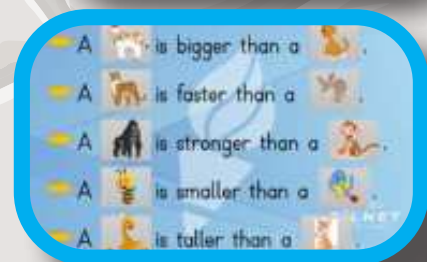 A is bigger than a .
A is faster than a .
A is stronger than a .
A is smaller than a .
A is taller than a